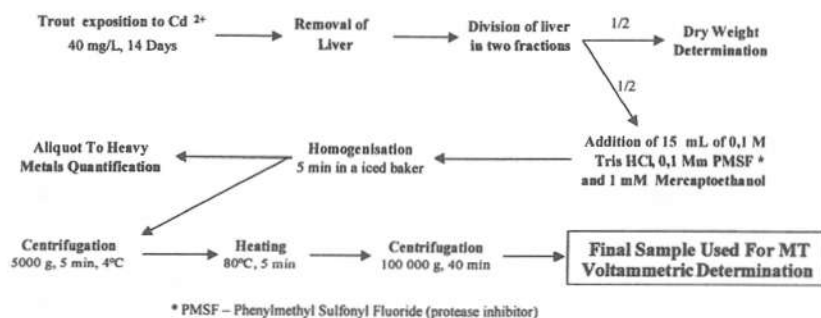 Trout exposition to Cd 2+
40 mg/L, 14 Days
Removal of
Liver
Division of liver
in two fractions
1/2
Dry Weight
Determination
1/2
Addition of 15 mL of 0,1 M
Tris HCl, 0,1 Mm PMSF *
and 1 mM Mercaptoethanol
Homogenisation
5 min in a iced baker
Aliquot To Heavy
Metals Quantification
Centrifugation
5000 g, 5 min, 4ºC
Heating
80ºC, 5 min
Centrifugation
100 000 g, 40 min
Final Sample Used For MT
Voltammetric Determination
* PMSF – Phenylmethyl Sulfonyl Fluoride (protease inhibitor)